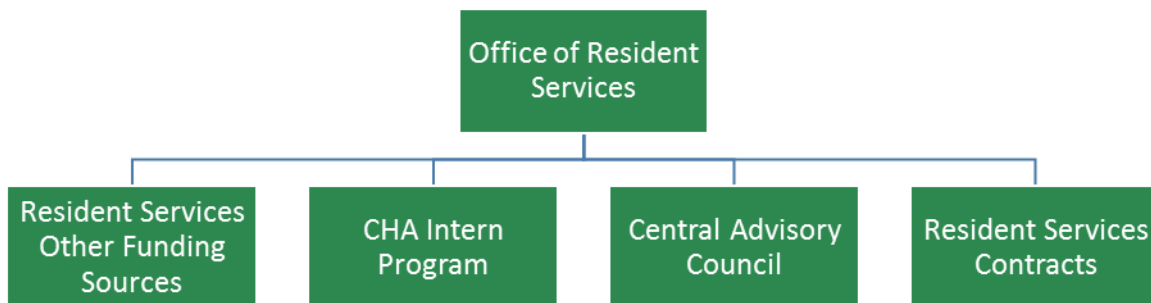 Office of Resident
Services
Resident Services
Other Funding
Sources
CHA Intern
Program
Central Advisory
Council
Resident Services
Contracts